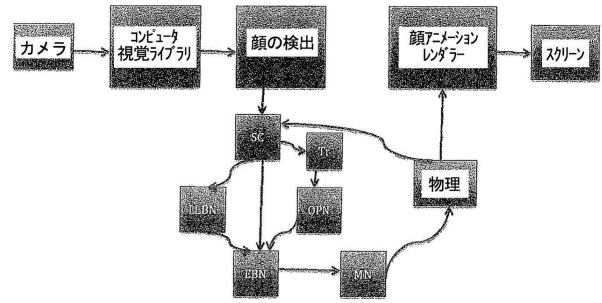 カメラ
コンピュータ
視覚ライブラリ
顔の検出
顔アニメーション
レンダラー
スクリーン
SC
Tr
物理
LLBN
OPN
EBN
MN